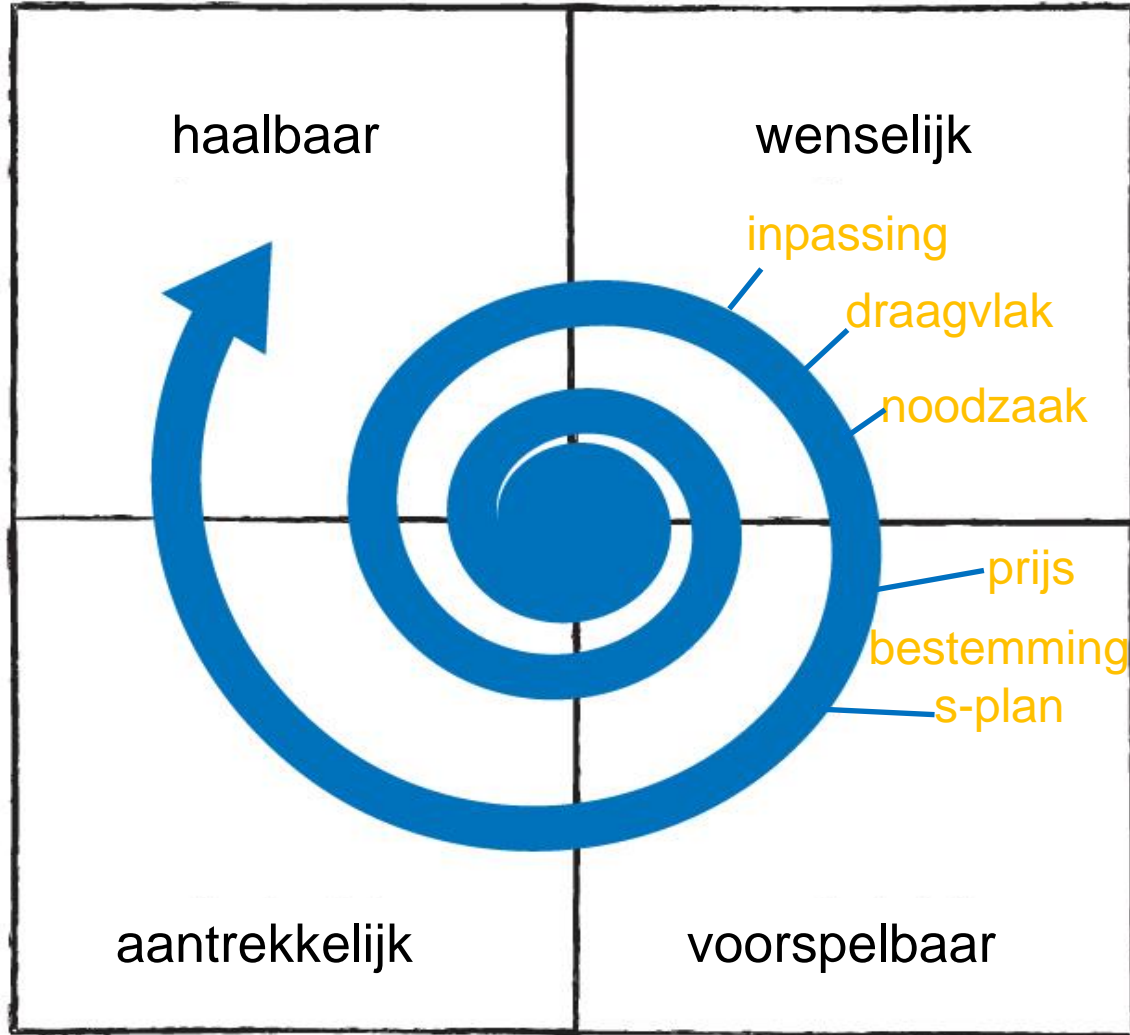 haalbaar
wenselijk
inpassing
draagvlak
noodzaak
prijs
bestemming
s-plan
aantrekkelijk
voorspelbaar